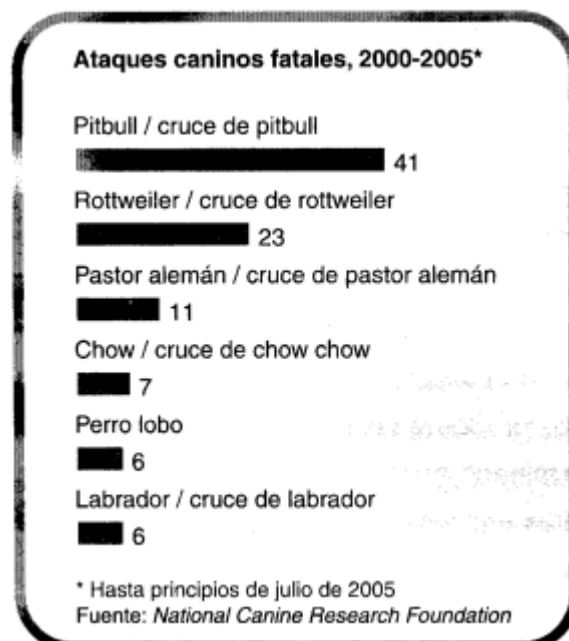 Ataques caninos fatales, 2000-2005*
Pitbull / cruce de pitbull
41
Rottweiler / cruce de rottweiler
23
Pastor alemán / cruce de pastor alemán
11
Chow / cruce de chow chow
7
Perro lobo
6
Labrador / cruce de labrador
6
* Hasta principios de julio de 2005
Fuente: National Canine Research Foundation